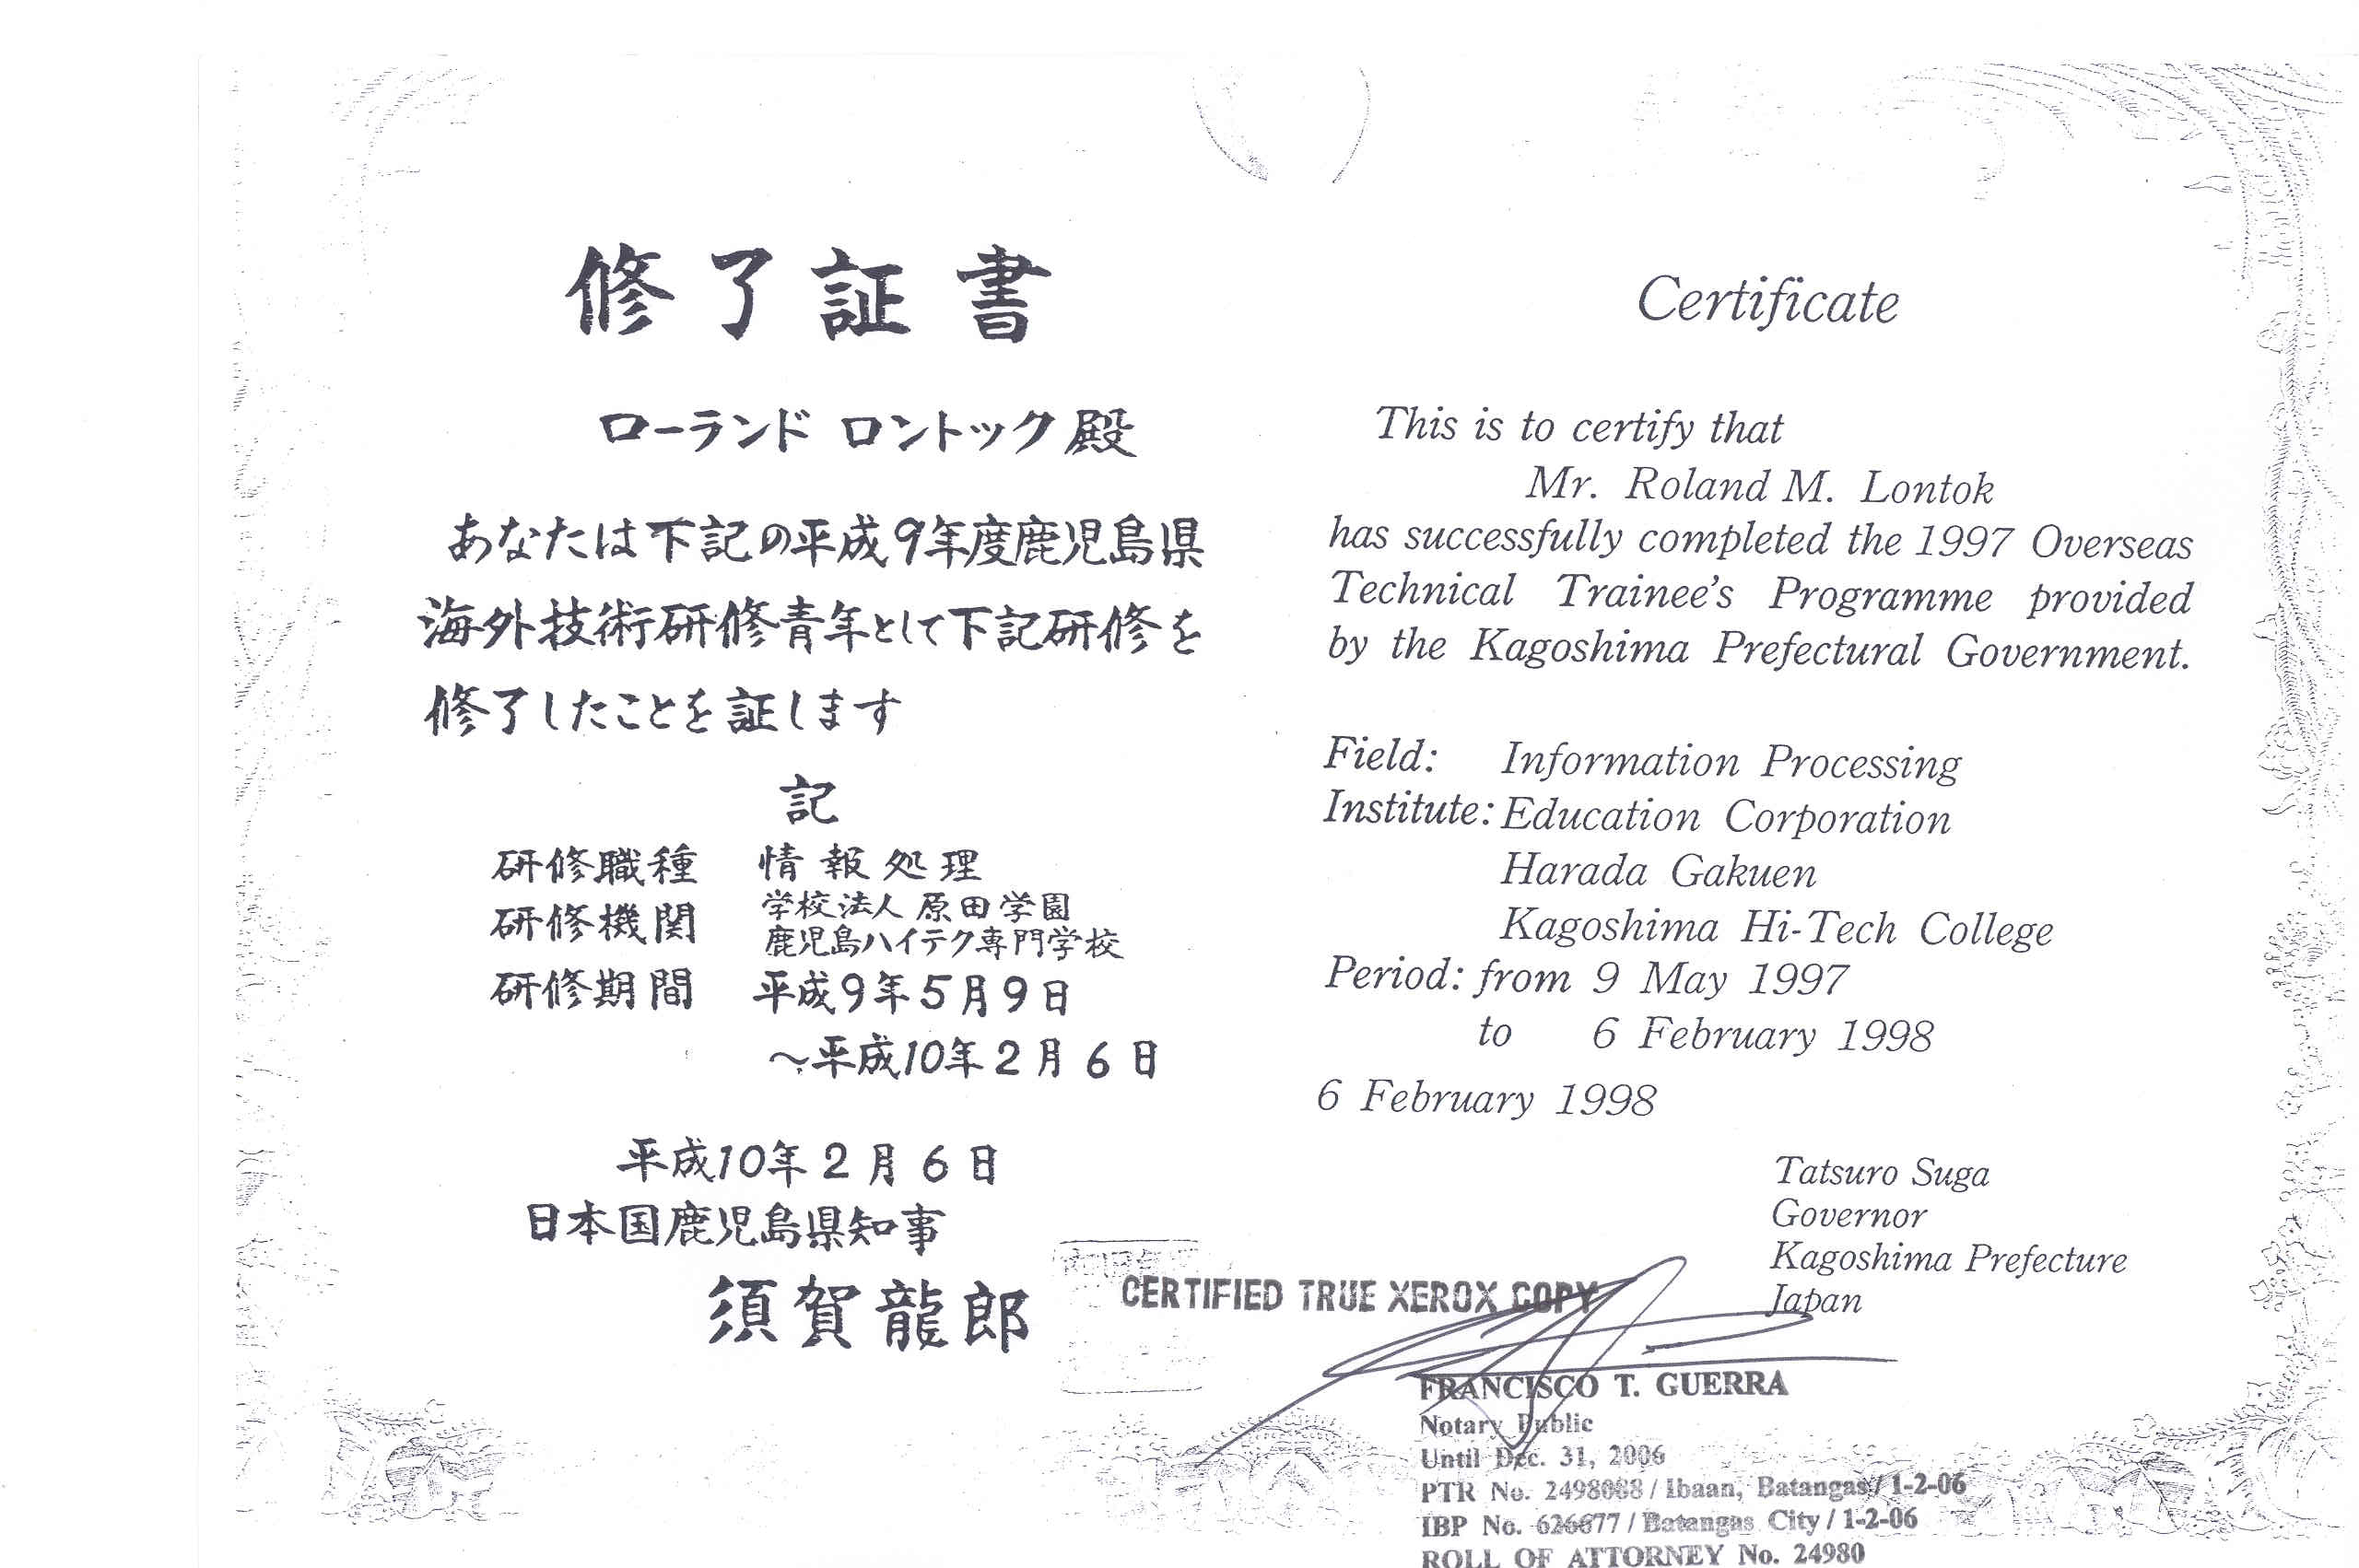 修了証書
ローランド ロントック 殿
あなたは下記の平成9年度鹿児島県
海外技術研修青年として下記研修を
修了したことを証します
記
研修職種 情報処理
研修機関 学校法人 原田学園
鹿児島ハイテク専門学校
研修期間 平成9年5月9日
～平成10年2月6日
平成10年2月6日
日本国鹿児島県知事
須賀龍郎
Certificate
This is to certify that
Mr. Roland M. Lontok
has successfully completed the 1997 Overseas
Technical Trainee's Programme provided
by the Kagoshima Prefectural Government.
Field: Information Processing
Institute: Education Corporation
Harada Gakuen
Kagoshima Hi-Tech College
Period: from 9 May 1997
to 6 February 1998
6 February 1998
Tatsuro Suga
Governor
Kagoshima Prefecture
Japan
CERTIFIED TRUE XEROX COPY
FRANCISCO T. GUERRA
Notary Public
Until Dec. 31, 2006
PTR No. 2498088 / Ibaan, Batangas / 1-2-06
IBP No. 626677 / Batangas City / 1-2-06
ROLL OF ATTORNEY No. 24980